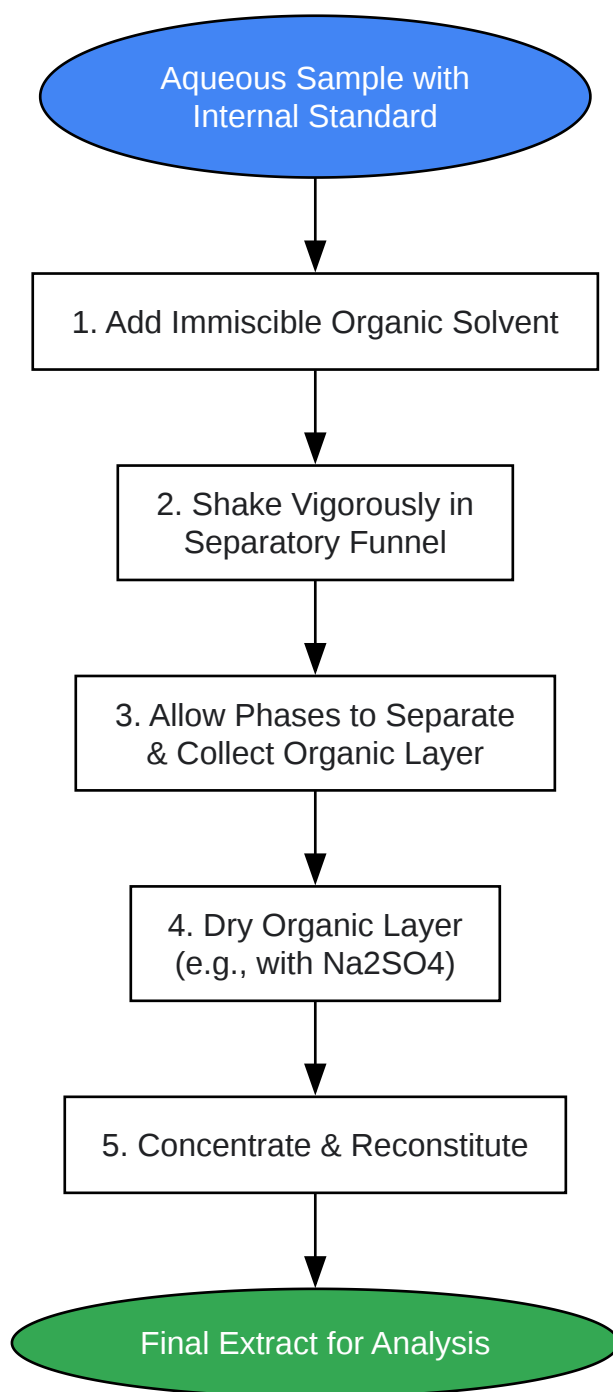 Aqueous Sample with
Internal Standard
1. Add Immiscible Organic Solvent
2. Shake Vigorously in
Separatory Funnel
3. Allow Phases to Separate
& Collect Organic Layer
4. Dry Organic Layer
(e.g., with Na2SO4)
5. Concentrate & Reconstitute
Final Extract for Analysis